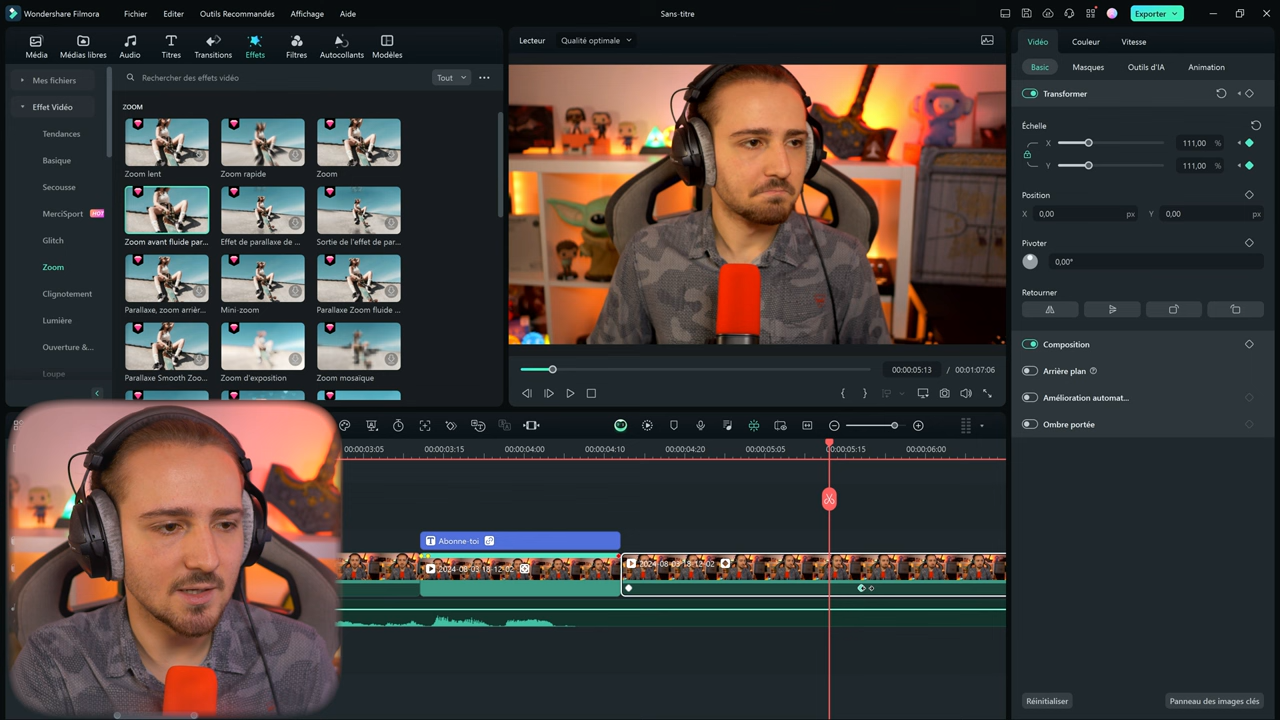 Wondershare Filmora
Fichier
Editer
Outils Recommandés
Affichage
Aide
Sans-titre
Exporter
Média
Médias libres
Audio
Titres
Transitions
Effets
Filtres
Autocollants
Modèles
Lecteur
Qualité optimale
Vidéo
Couleur
Vitesse
Basic
Masques
Outils d'IA
Animation
Mes fichiers
Rechercher des effets vidéo
Tout
Effet Vidéo
Tendances
Basique
Secousse
MerciSport
HOT
Glitch
Zoom
Clignotement
Lumière
Ouverture &...
Loupe
ZOOM
Zoom lent
Zoom rapide
Zoom
Zoom avant fluide par...
Effet de parallaxe de ...
Sortie de l'effet de par...
Parallaxe, zoom arrièr...
Mini-zoom
Parallaxe Zoom fluide ...
Parallaxe Smooth Zoo...
Zoom d'exposition
Zoom mosaïque
00:00:05:13 / 00:01:07:06
Transformer
Échelle
X
111,00 %
Y
111,00 %
Position
X 0,00 px Y 0,00 px
Pivoter
0,00°
Retourner
Composition
Arrière plan
Amélioration automat...
Ombre portée
Réinitialiser
Panneau des images clés
00:00:03:05
00:00:03:15
00:00:04:00
00:00:04:10
00:00:04:20
00:00:05:05
00:00:05:15
00:00:06:00
Abonne-toi
2024-08-03 18-12-02
2024-08-03 18-12-02